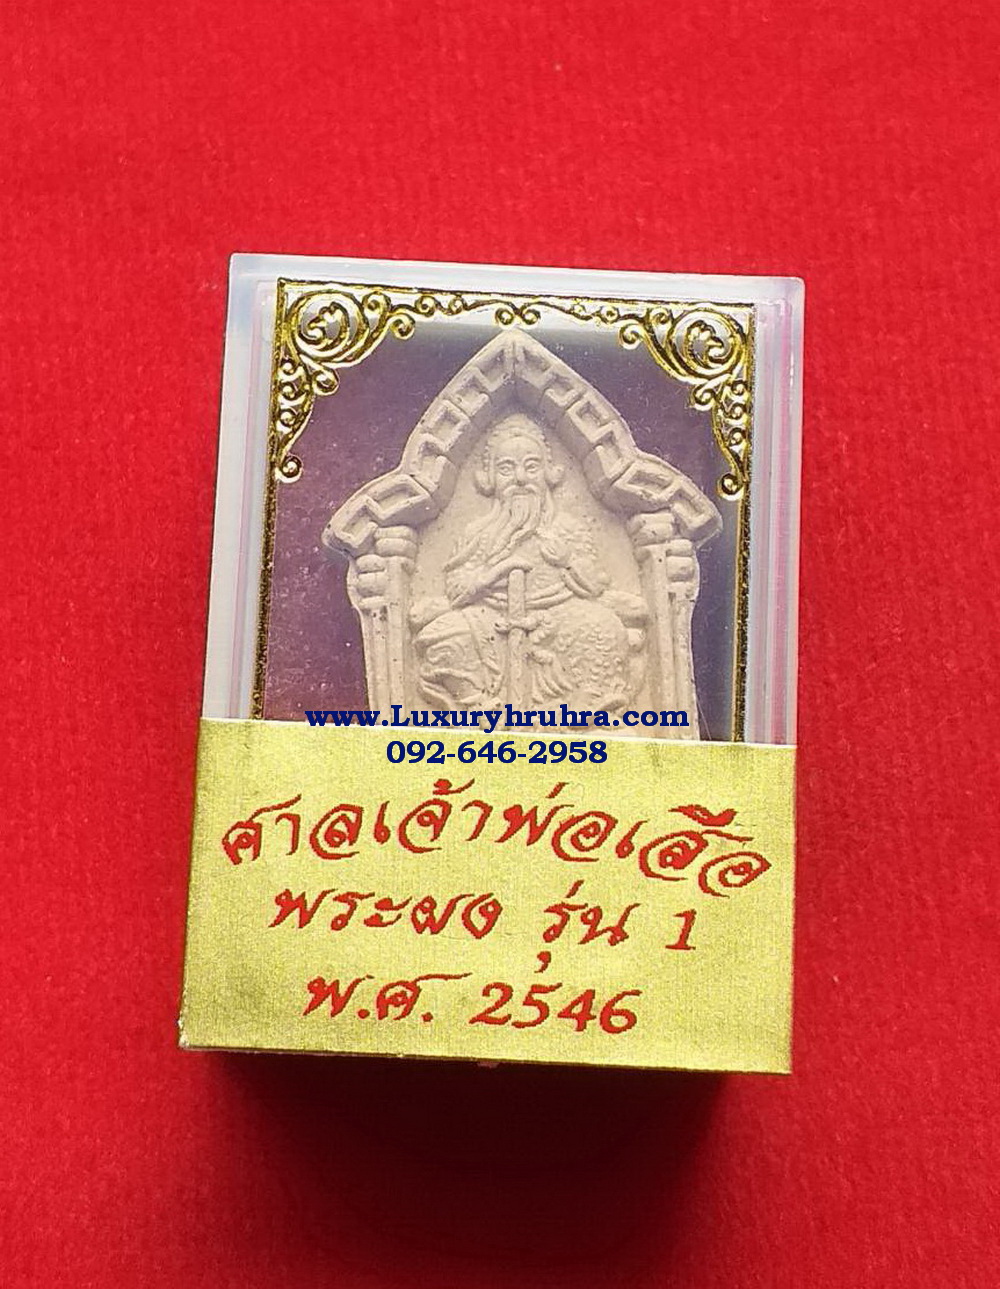 www.Luxuryhruhra.com
092-646-2958
ศาลเจ้าพ่อเสือ
พระผง รุ่น 1
พ.ศ. 2546